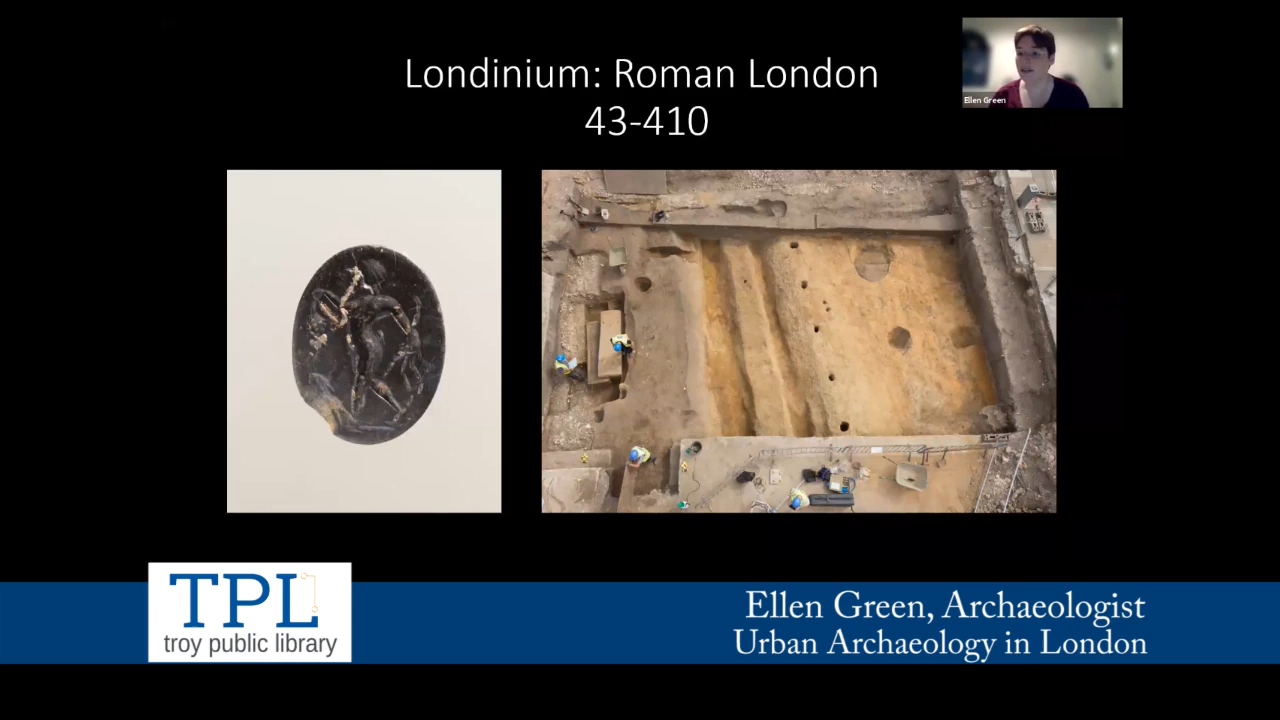 Londinium: Roman London
43-410
Ellen Green
TPL
troy public library
Ellen Green, Archaeologist
Urban Archaeology in London